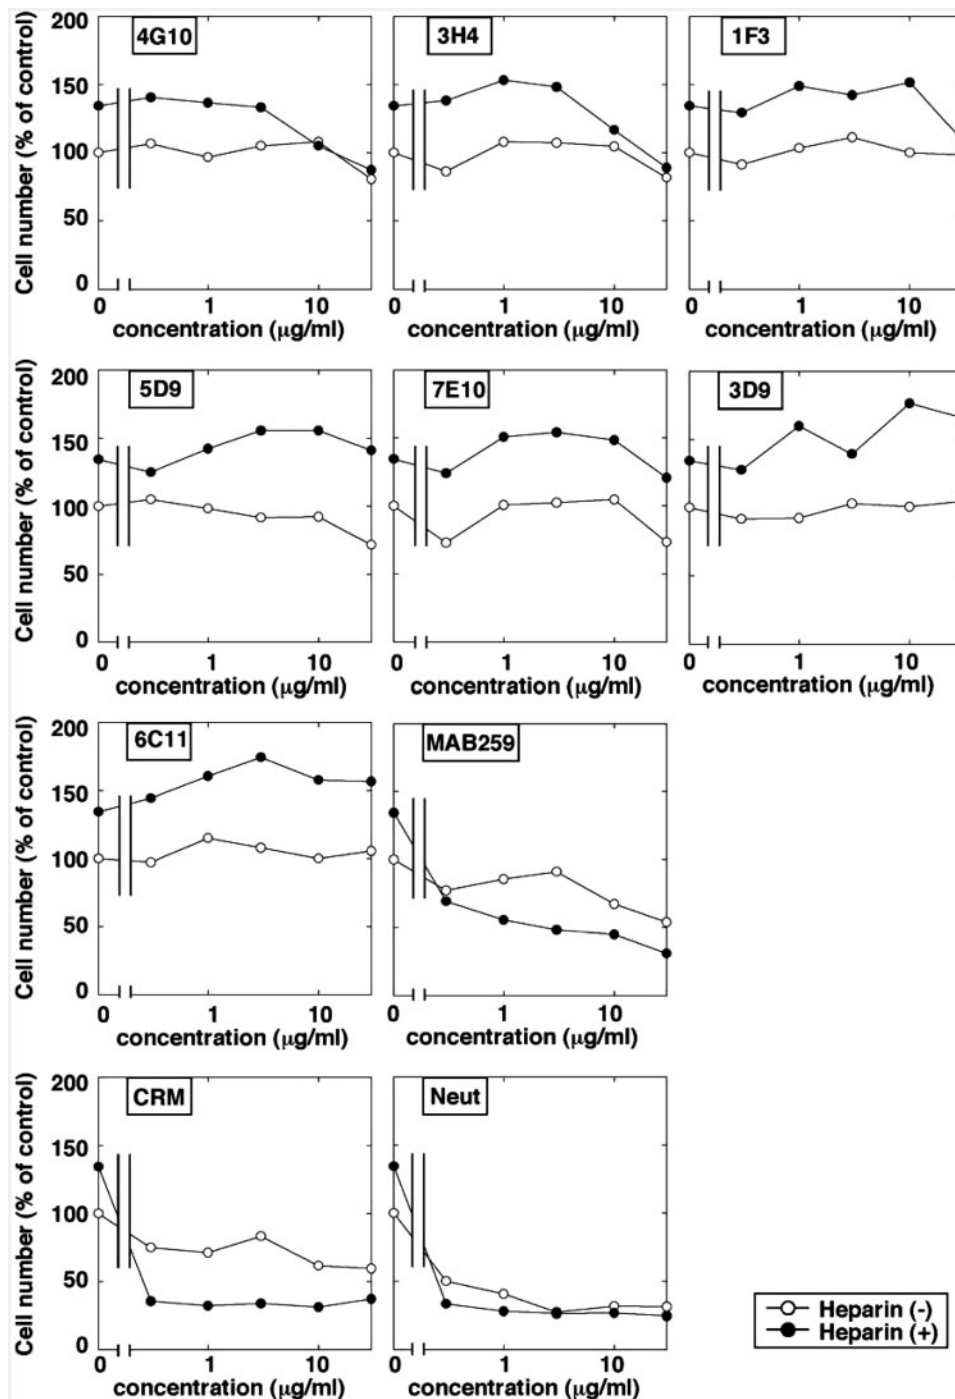 200
150
100
50
0
Cell number (% of control)
4G10
0 1 10
concentration (µg/ml)
3H4
0 1 10
concentration (µg/ml)
1F3
0 1 10
concentration (µg/ml)
200
150
100
50
0
Cell number (% of control)
5D9
0 1 10
concentration (µg/ml)
7E10
0 1 10
concentration (µg/ml)
3D9
0 1 10
concentration (µg/ml)
200
150
100
50
0
Cell number (% of control)
6C11
0 1 10
concentration (µg/ml)
MAB259
0 1 10
concentration (µg/ml)
200
150
100
50
0
Cell number (% of control)
CRM
0 1 10
concentration (µg/ml)
Neut
0 1 10
concentration (µg/ml)
Heparin (-)
Heparin (+)